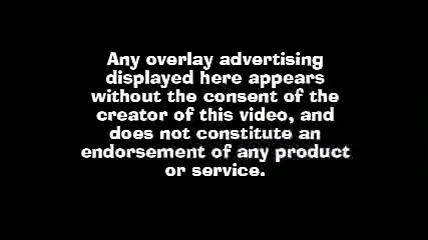 Any overlay advertising
displayed here appears
without the consent of the
creator of this video, and
does not constitute an
endorsement of any product
or service.